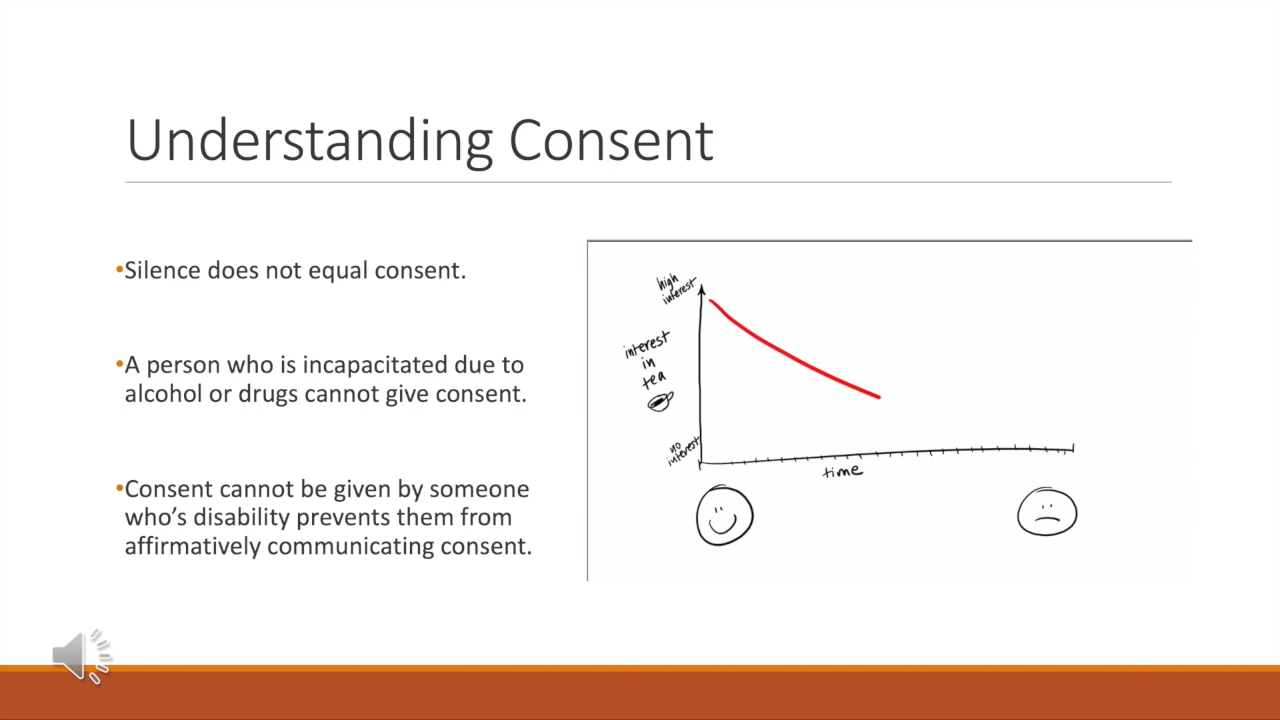 Understanding Consent
•Silence does not equal consent.
•A person who is incapacitated due to
alcohol or drugs cannot give consent.
•Consent cannot be given by someone
who’s disability prevents them from
affirmatively communicating consent.
high
interest
interest
in
tea
no
interest
time